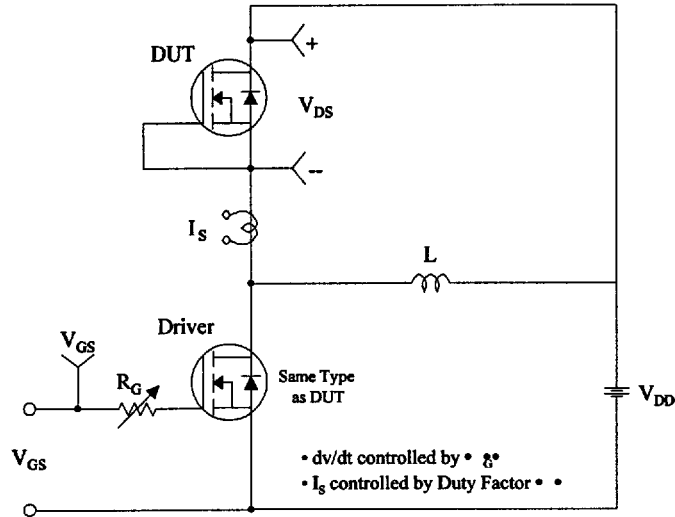 DUT
+
V_DS
--
I_S
L
Driver
V_GS
R_G
Same Type
as DUT
V_DD
V_GS
• dv/dt controlled by • G•
• I_S controlled by Duty Factor • •